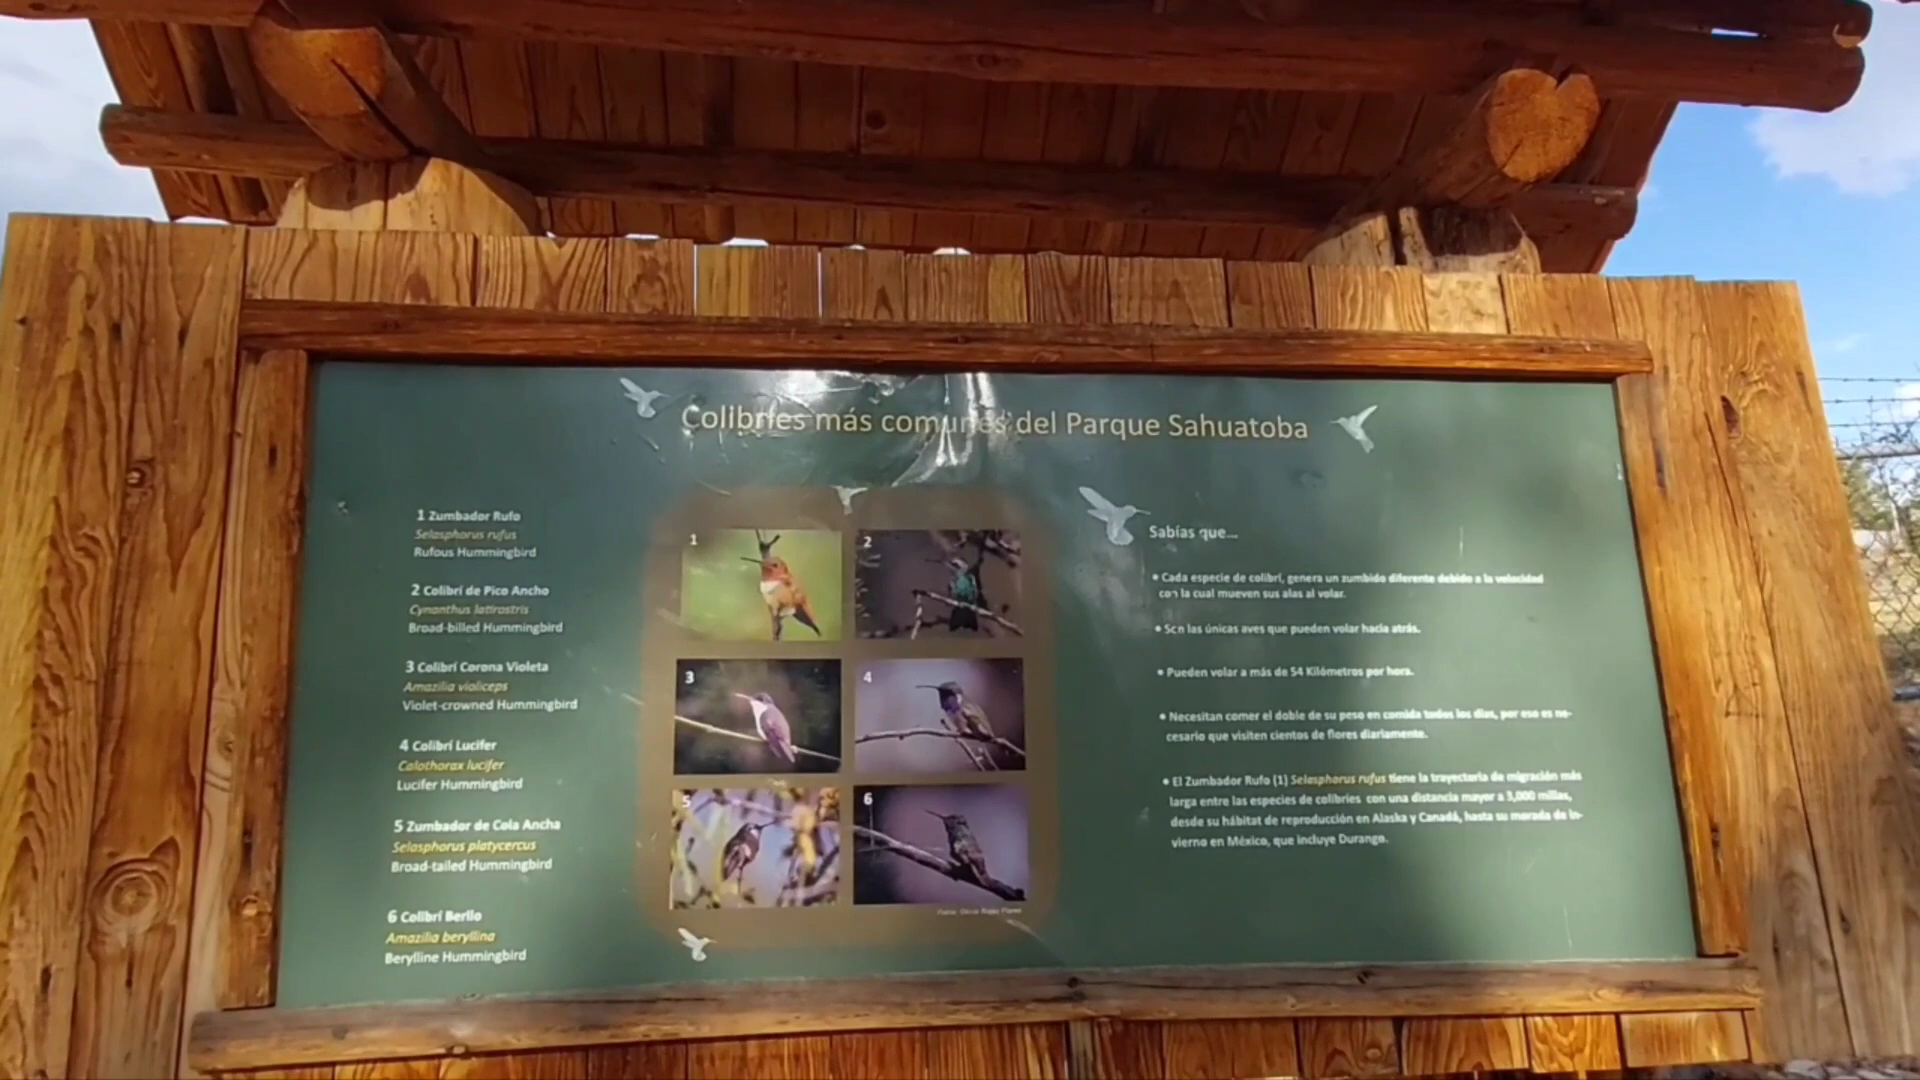 Colibríes más comunes del Parque Sahuatoba
1 Zumbador Rufo
Selasphorus rufus
Rufous Hummingbird
2 Colibrí de Pico Ancho
Cynanthus latirostris
Broad-billed Hummingbird
3 Colibrí Corona Violeta
Amazilia violiceps
Violet-crowned Hummingbird
4 Colibrí Lucifer
Calothorax lucifer
Lucifer Hummingbird
5 Zumbador de Cola Ancha
Selasphorus platycercus
Broad-tailed Hummingbird
6 Colibrí Berilo
Amazilia beryllina
Berylline Hummingbird
1
2
3
4
5
6
Sabías que...
• Cada especie de colibrí, genera un zumbido diferente debido a la velocidad
con la cual mueven sus alas al volar.
• Son las únicas aves que pueden volar hacia atrás.
• Pueden volar a más de 54 Kilómetros por hora.
• Necesitan comer el doble de su peso en comida todos los días, por eso es ne-
cesario que visiten cientos de flores diariamente.
• El Zumbador Rufo (1) Selasphorus rufus tiene la trayectoria de migración más
larga entre las especies de colibríes con una distancia mayor a 3,000 millas,
desde su hábitat de reproducción en Alaska y Canadá, hasta su morada de in-
vierno en México, que incluye Durango.